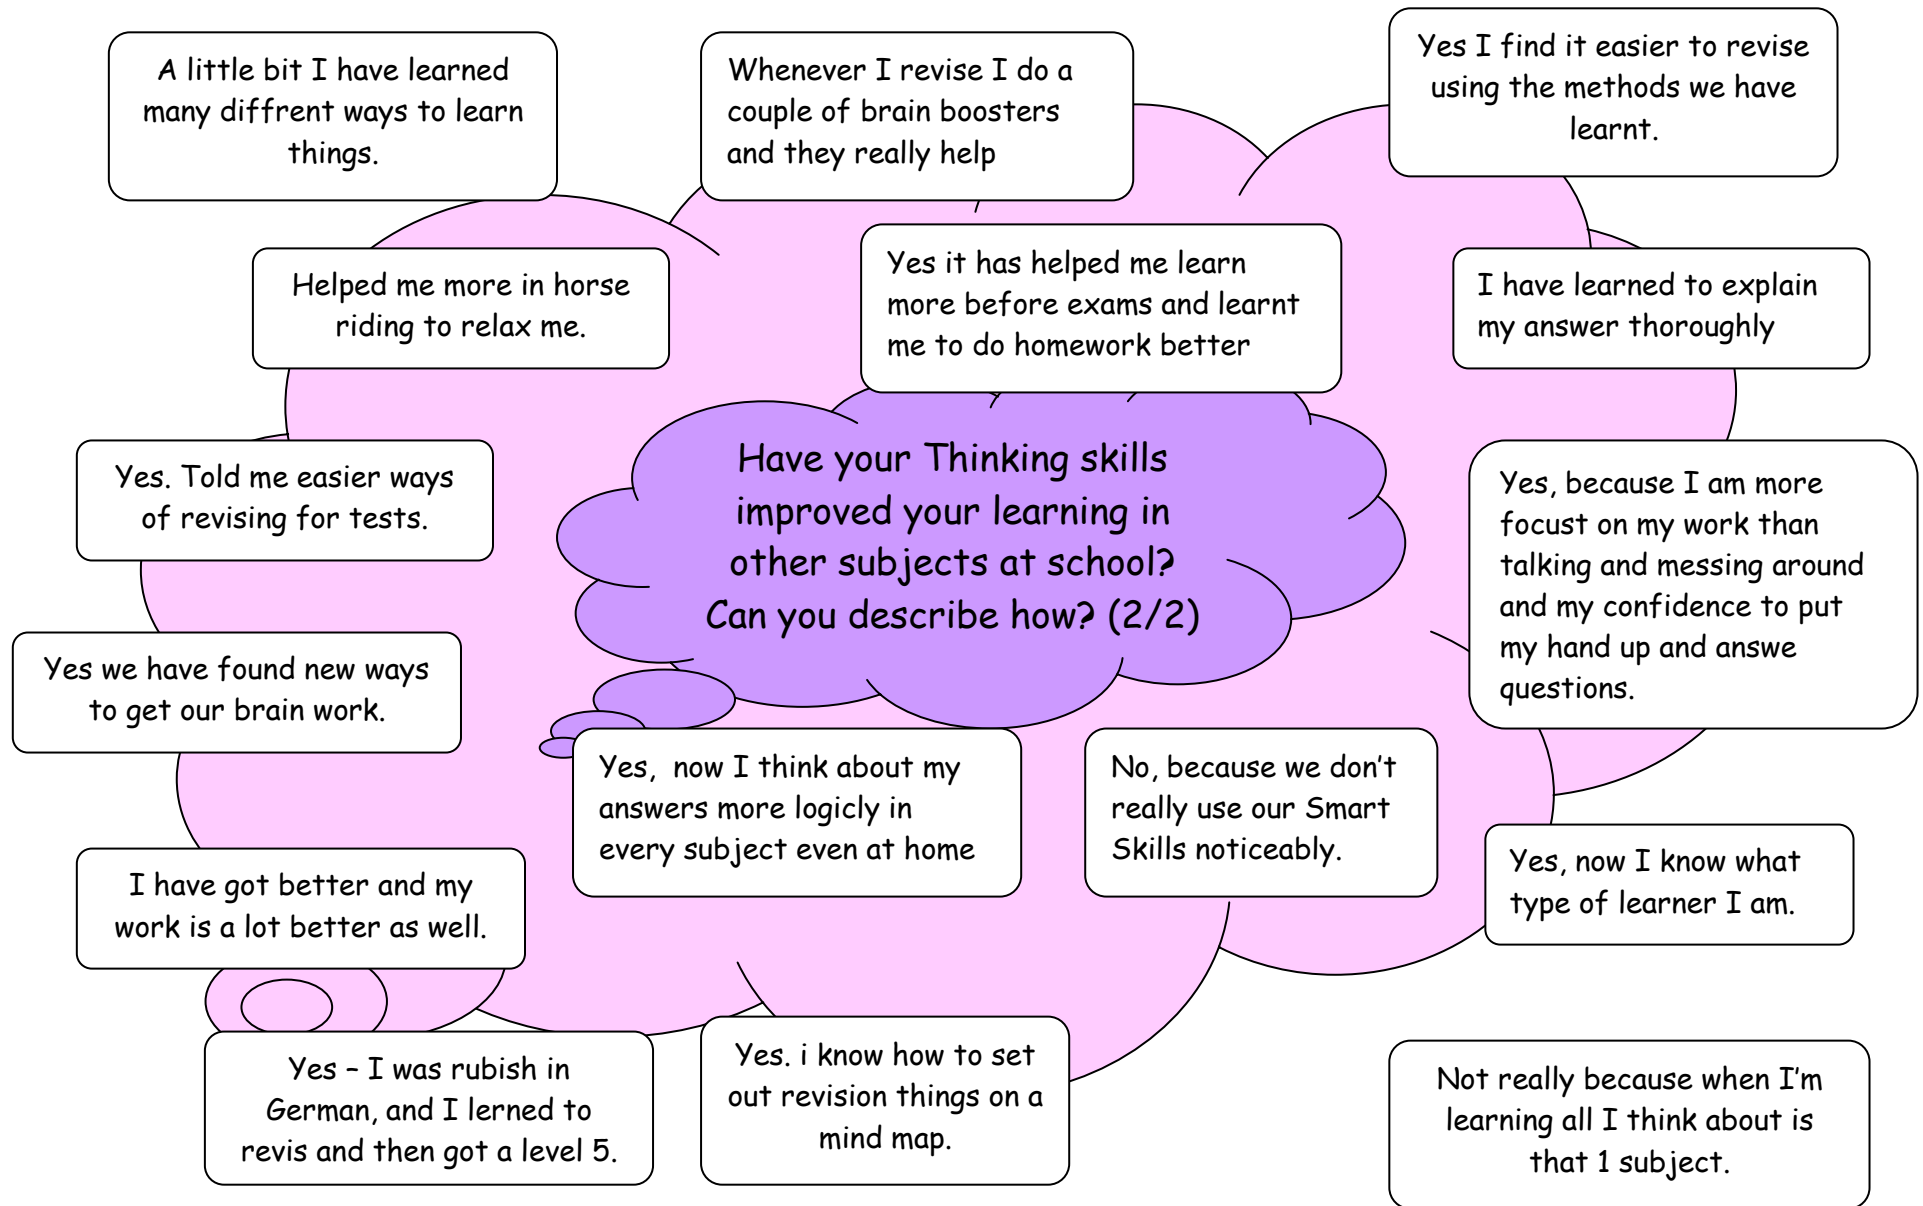 A little bit I have learned
many diffrent ways to learn
things.
Whenever I revise I do a
couple of brain boosters
and they really help
Yes I find it easier to revise
using the methods we have
learnt.
Helped me more in horse
riding to relax me.
Yes it has helped me learn
more before exams and learnt
me to do homework better
I have learned to explain
my answer thoroughly
Have your Thinking skills
improved your learning in
other subjects at school?
Can you describe how? (2/2)
Yes. Told me easier ways
of revising for tests.
Yes, because I am more
focust on my work than
talking and messing around
and my confidence to put
my hand up and answe
questions.
Yes we have found new ways
to get our brain work.
Yes,  now I think about my
answers more logicly in
every subject even at home
No, because we don't
really use our Smart
Skills noticeably.
Yes, now I know what
type of learner I am.
I have got better and my
work is a lot better as well.
Yes – I was rubish in
German, and I lerned to
revis and then got a level 5.
Yes. i know how to set
out revision things on a
mind map.
Not really because when I'm
learning all I think about is
that 1 subject.